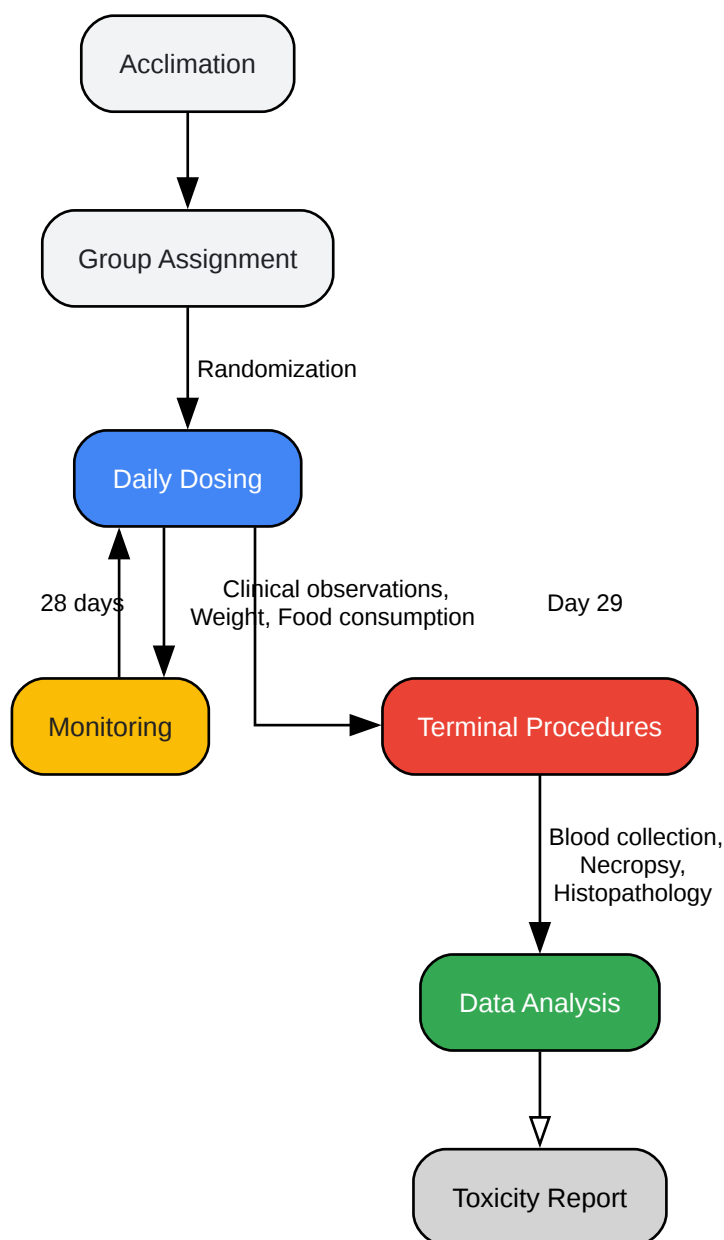 Acclimation
Group Assignment
Randomization
Daily Dosing
28 days
Clinical observations,
Weight, Food consumption
Day 29
Monitoring
Terminal Procedures
Blood collection,
Necropsy,
Histopathology
Data Analysis
Toxicity Report